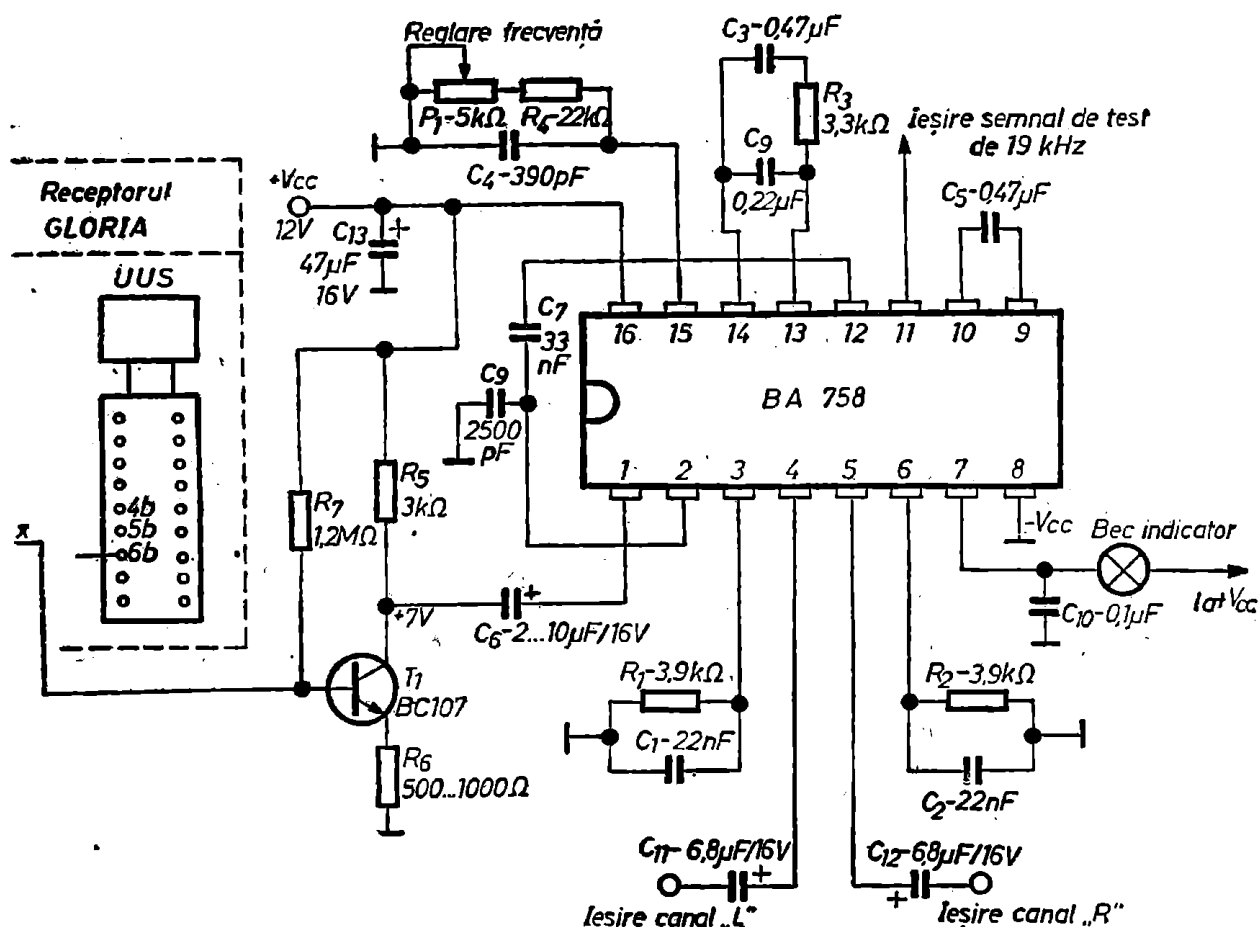 Reglare frecvență
P1-5kΩ
R4-22kΩ
C4-390pF
C3-0,47µF
R3
3,3kΩ
C9
0,22µF
Ieșire semnal de test
de 19 kHz
C5-0,47µF
Receptorul
GLORIA
UUS
4b
5b
6b
+Vcc
12V
C13
+
47µF
16V
C7
33
nF
C9
2500
pF
16
15
14
13
12
11
10
9
BA 758
1
2
3
4
5
6
7
8
R5
3kΩ
R7
1,2MΩ
+7V
+
C6-2...10µF/16V
T1
BC107
R6
500...1000Ω
-Vcc
Bec indicator
la+Vcc
C10-0,1µF
R1-3,9kΩ
C1-22nF
R2-3,9kΩ
C2-22nF
C11-6,8µF/16V
+
Ieșire canal „L"
C12-6,8µF/16V
+
Ieșire canal „R"